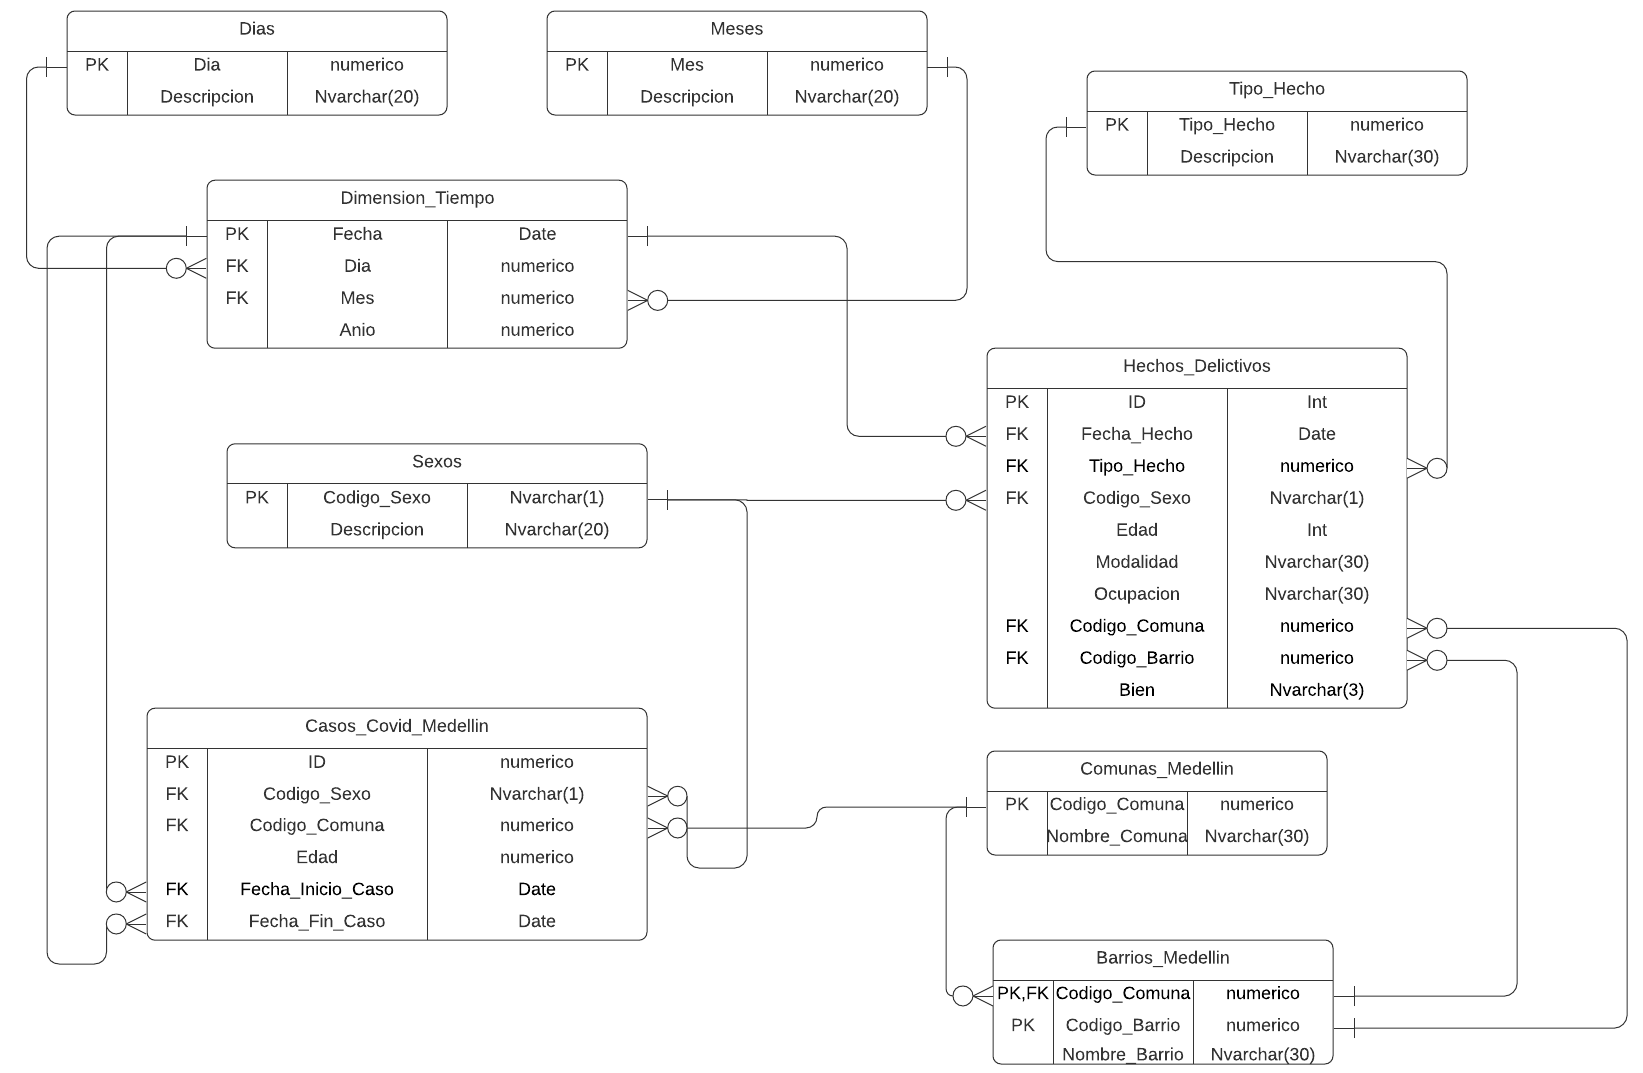 Dias
PK Dia numerico
Descripcion Nvarchar(20)
Meses
PK Mes numerico
Descripcion Nvarchar(20)
Tipo_Hecho
PK Tipo_Hecho numerico
Descripcion Nvarchar(30)
Dimension_Tiempo
PK Fecha Date
FK Dia numerico
FK Mes numerico
Anio numerico
Hechos_Delictivos
PK ID Int
FK Fecha_Hecho Date
FK Tipo_Hecho numerico
FK Codigo_Sexo Nvarchar(1)
Edad Int
Modalidad Nvarchar(30)
Ocupacion Nvarchar(30)
FK Codigo_Comuna numerico
FK Codigo_Barrio numerico
Bien Nvarchar(3)
Sexos
PK Codigo_Sexo Nvarchar(1)
Descripcion Nvarchar(20)
Casos_Covid_Medellin
PK ID numerico
FK Codigo_Sexo Nvarchar(1)
FK Codigo_Comuna numerico
Edad numerico
FK Fecha_Inicio_Caso Date
FK Fecha_Fin_Caso Date
Comunas_Medellin
PK Codigo_Comuna numerico
Nombre_Comuna Nvarchar(30)
Barrios_Medellin
PK,FK Codigo_Comuna numerico
PK Codigo_Barrio numerico
Nombre_Barrio Nvarchar(30)